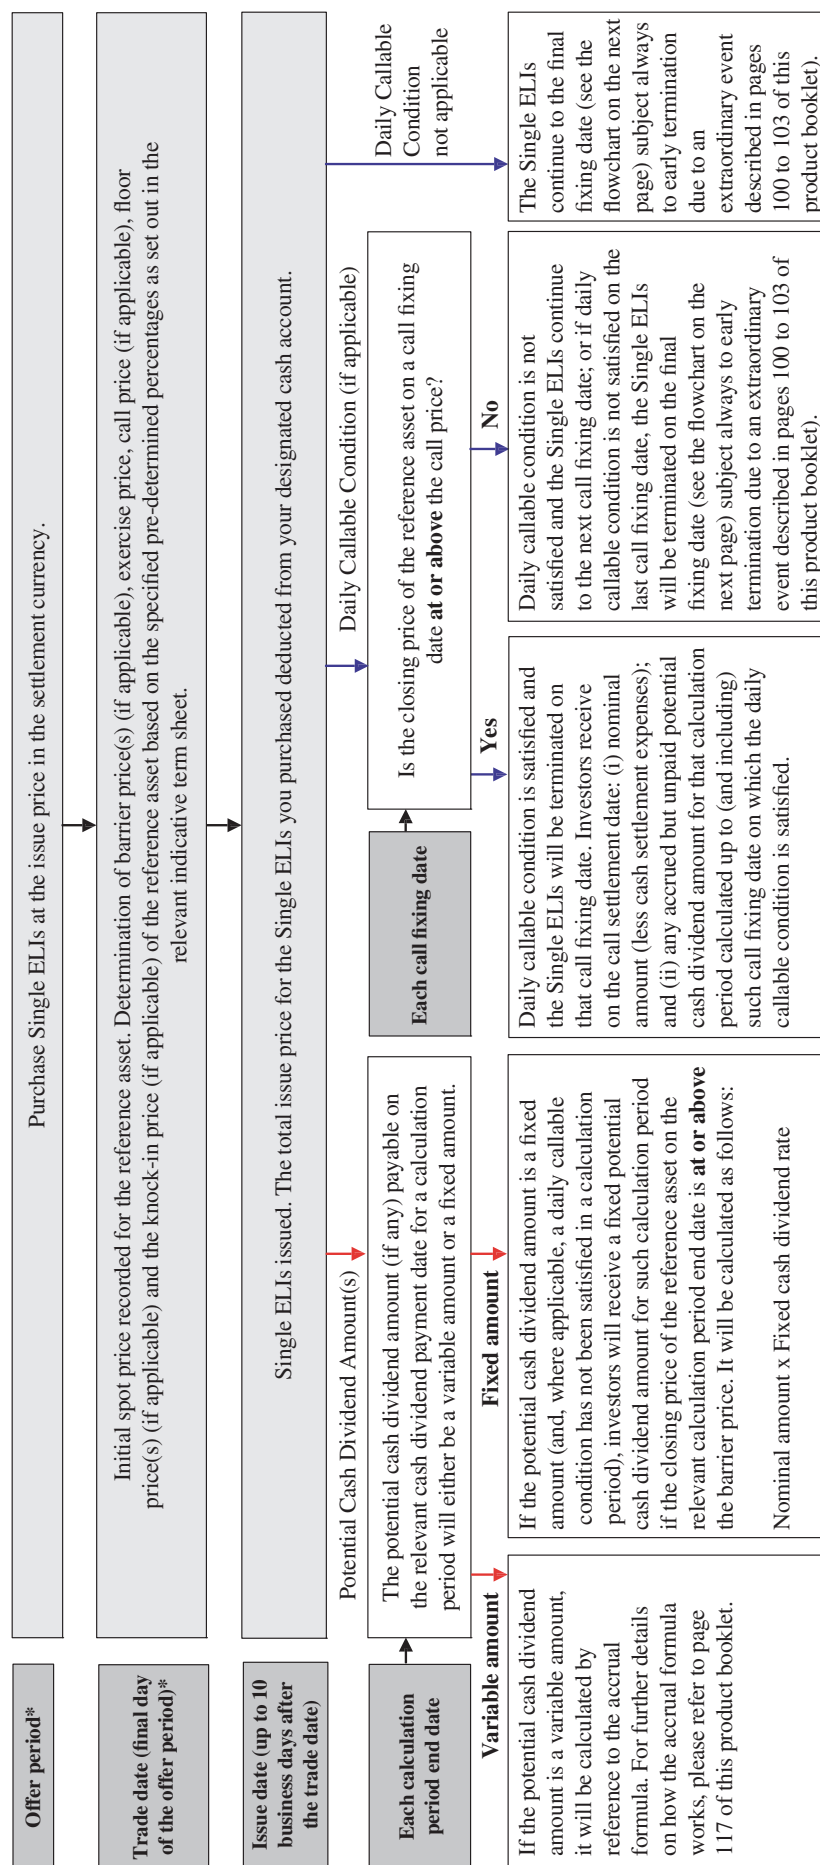 Offer period*
Purchase Single ELIs at the issue price in the settlement currency.
Trade date (final day
of the offer period)*
Initial spot price recorded for the reference asset. Determination of barrier price(s) (if applicable), exercise price, call price (if applicable), floor
price(s) (if applicable) and the knock-in price (if applicable) of the reference asset based on the specified pre-determined percentages as set out in the
relevant indicative term sheet.
Issue date (up to 10
business days after
the trade date)
Single ELIs issued. The total issue price for the Single ELIs you purchased deducted from your designated cash account.
Potential Cash Dividend Amount(s)
Daily Callable Condition (if applicable)
Daily Callable
Condition
not applicable
Each calculation
period end date
The potential cash dividend amount (if any) payable on
the relevant cash dividend payment date for a calculation
period will either be a variable amount or a fixed amount.
Each call fixing date
Is the closing price of the reference asset on a call fixing
date at or above the call price?
Variable amount
Fixed amount
Yes
No
If the potential cash dividend
amount is a variable amount,
it will be calculated by
reference to the accrual
formula. For further details
on how the accrual formula
works, please refer to page
117 of this product booklet.
If the potential cash dividend amount is a fixed
amount (and, where applicable, a daily callable
condition has not been satisfied in a calculation
period), investors will receive a fixed potential
cash dividend amount for such calculation period
if the closing price of the reference asset on the
relevant calculation period end date is at or above
the barrier price. It will be calculated as follows:
Nominal amount x Fixed cash dividend rate
Daily callable condition is satisfied and
the Single ELIs will be terminated on
that call fixing date. Investors receive
on the call settlement date: (i) nominal
amount (less cash settlement expenses);
and (ii) any accrued but unpaid potential
cash dividend amount for that calculation
period calculated up to (and including)
such call fixing date on which the daily
callable condition is satisfied.
Daily callable condition is not
satisfied and the Single ELIs continue
to the next call fixing date; or if daily
callable condition is not satisfied on the
last call fixing date, the Single ELIs
will be terminated on the final
fixing date (see the flowchart on the
next page) subject always to early
termination due to an extraordinary
event described in pages 100 to 103 of
this product booklet).
The Single ELIs
continue to the final
fixing date (see the
flowchart on the next
page) subject always
to early termination
due to an
extraordinary event
described in pages
100 to 103 of this
product booklet).